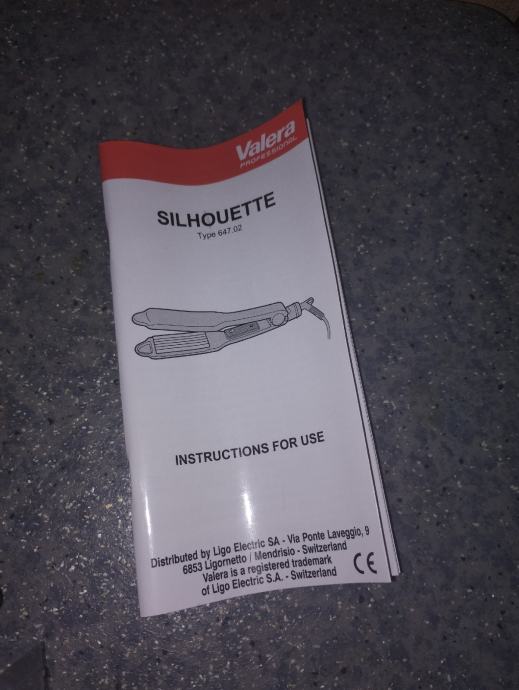 Valera
PROFESSIONAL
SILHOUETTE
Type 647.02
INSTRUCTIONS FOR USE
Distributed by Ligo Electric SA - Via Ponte Laveggio, 9
6853 Ligornetto / Mendrisio - Switzerland
Valera is a registered trademark
of Ligo Electric S.A. - Switzerland
CE